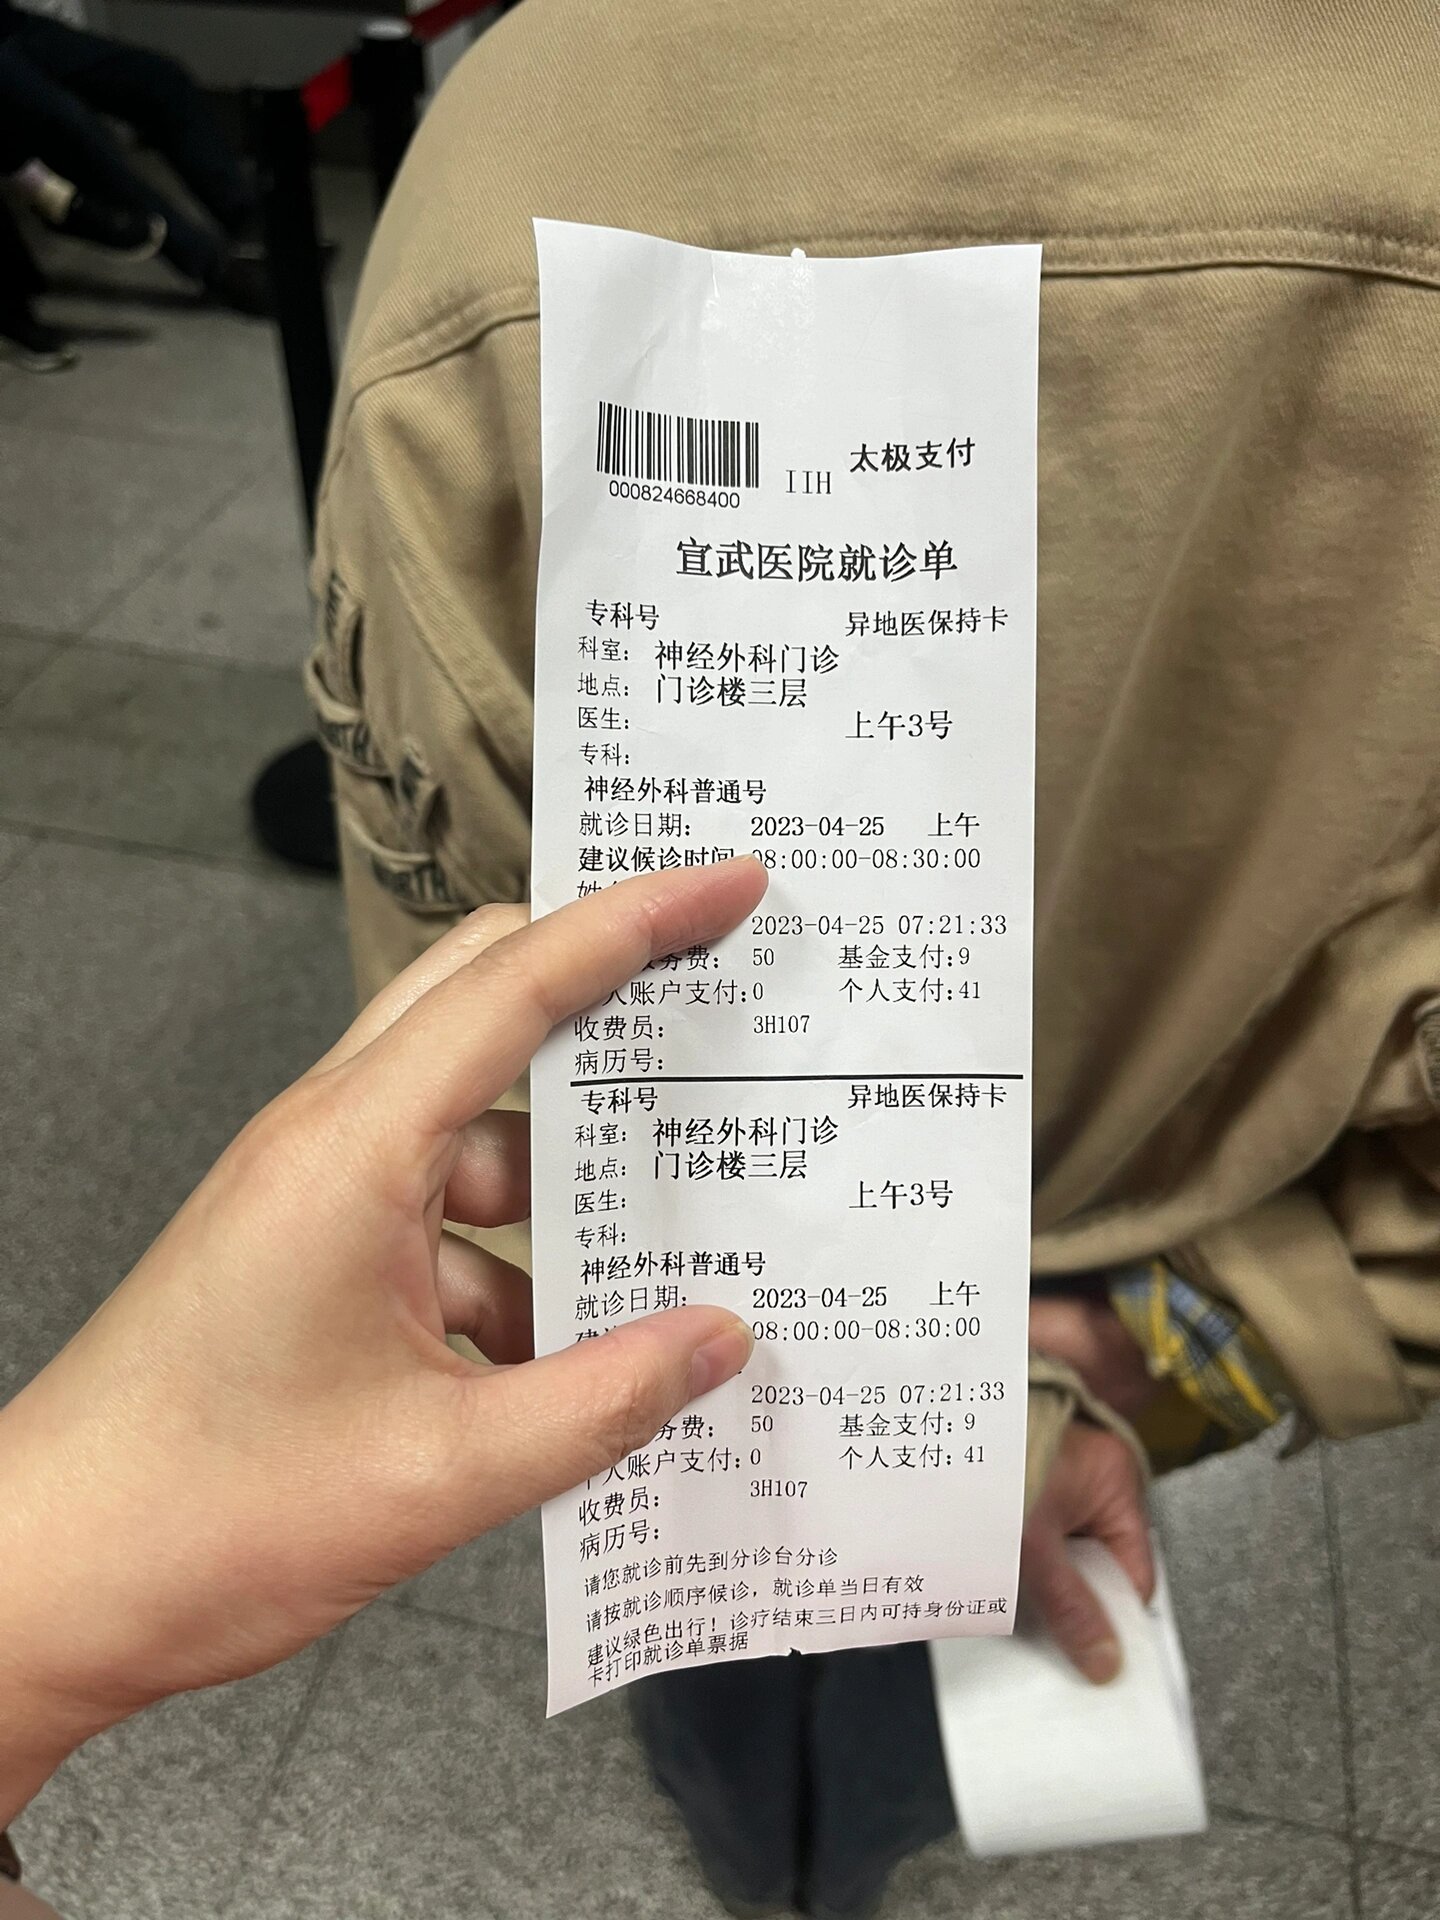 000824668400
IIH
太极支付
宣武医院就诊单
专科号 异地医保持卡
科室: 神经外科门诊
地点: 门诊楼三层
医生: 上午3号
专科:
神经外科普通号
就诊日期: 2023-04-25 上午
建议候诊时间 08:00:00-08:30:00
2023-04-25 07:21:33
务费: 50 基金支付:9
人账户支付:0 个人支付:41
收费员: 3H107
病历号:
专科号 异地医保持卡
科室: 神经外科门诊
地点: 门诊楼三层
医生: 上午3号
专科:
神经外科普通号
就诊日期: 2023-04-25 上午
08:00:00-08:30:00
2023-04-25 07:21:33
务费: 50 基金支付: 9
人账户支付: 0 个人支付: 41
收费员: 3H107
病历号:
请您就诊前先到分诊台分诊
请按就诊顺序候诊，就诊单当日有效
建议绿色出行！诊疗结束三日内可持身份证或
卡打印就诊单票据